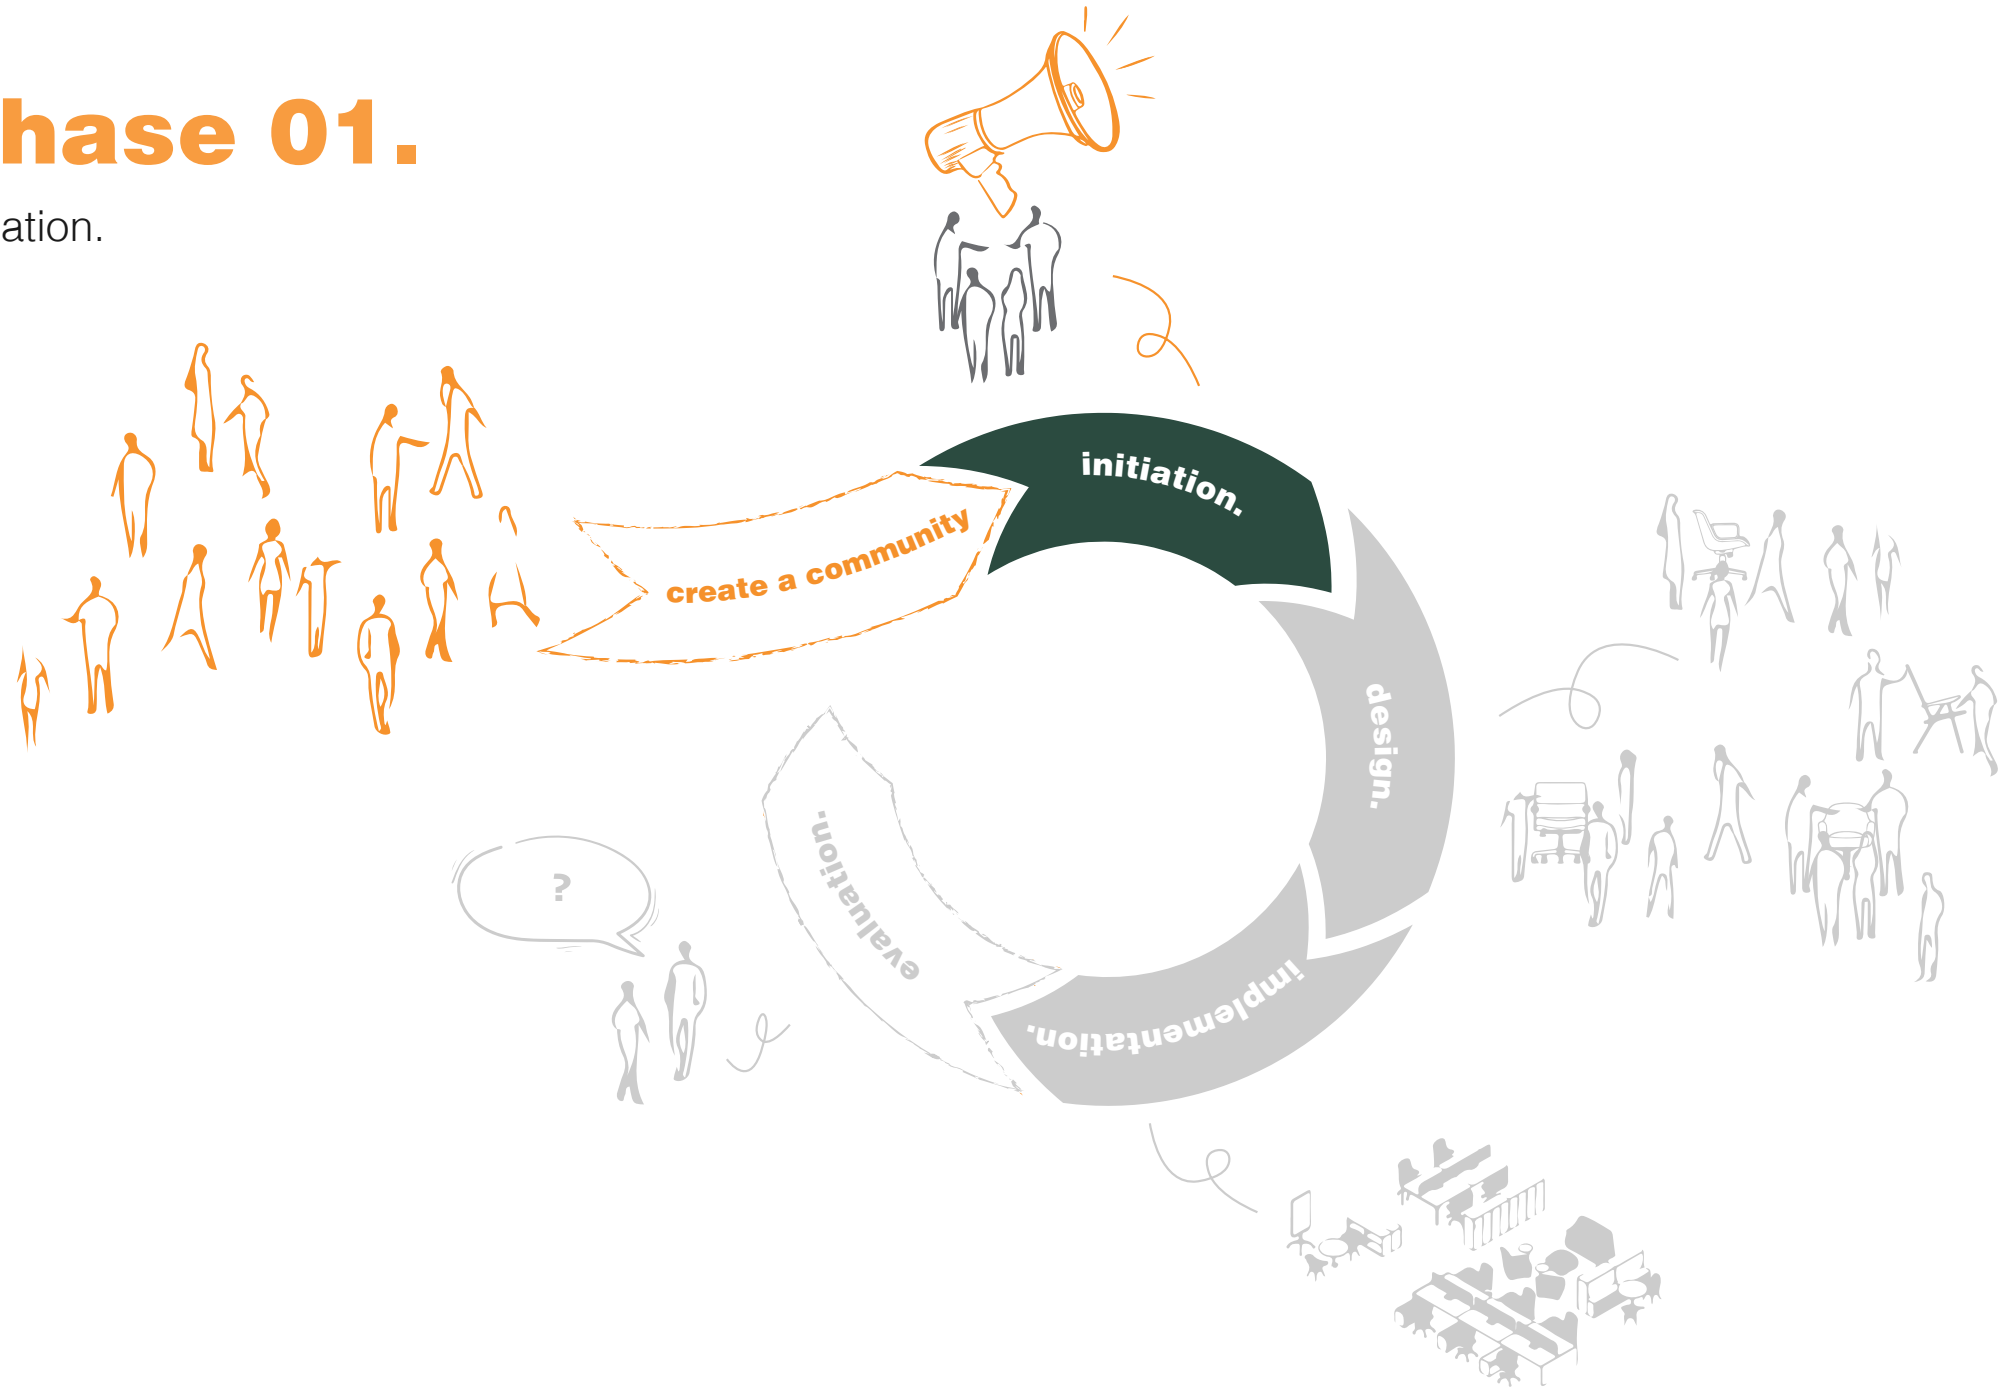 hase 01.
ation.
initiation.
create a community
design.
evaluation.
?
implementation.